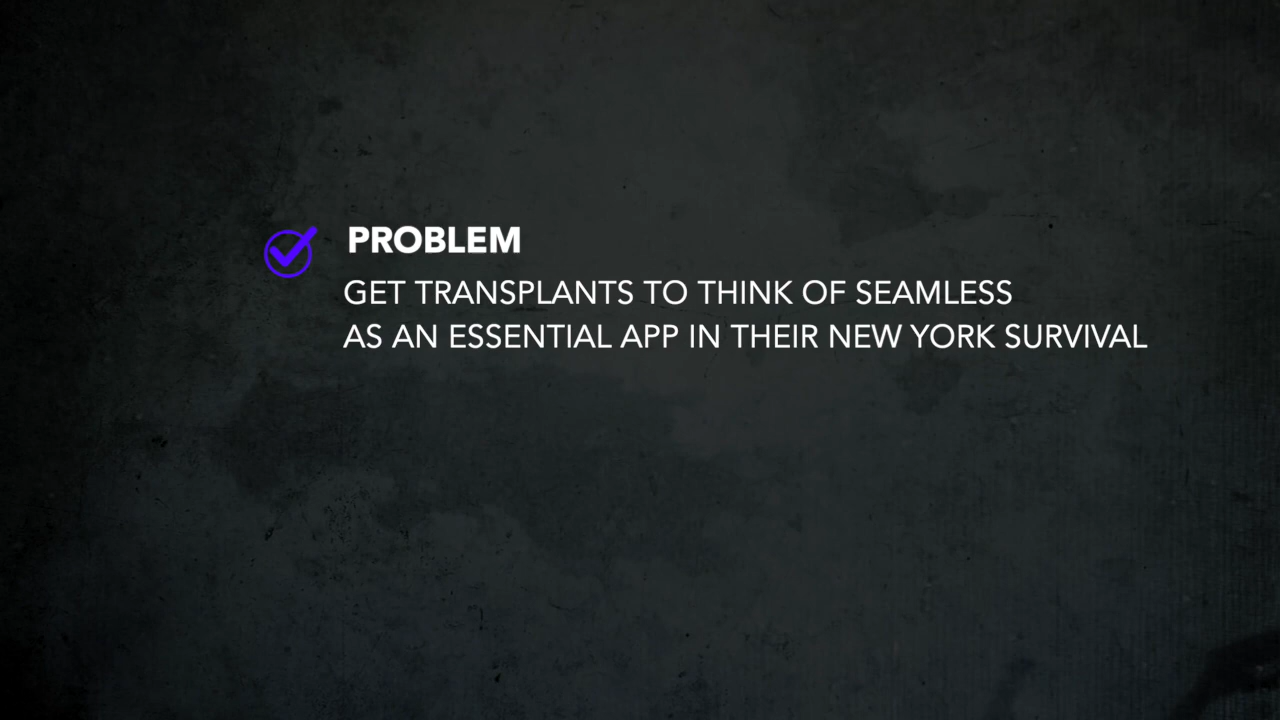 PROBLEM
GET TRANSPLANTS TO THINK OF SEAMLESS
AS AN ESSENTIAL APP IN THEIR NEW YORK SURVIVAL